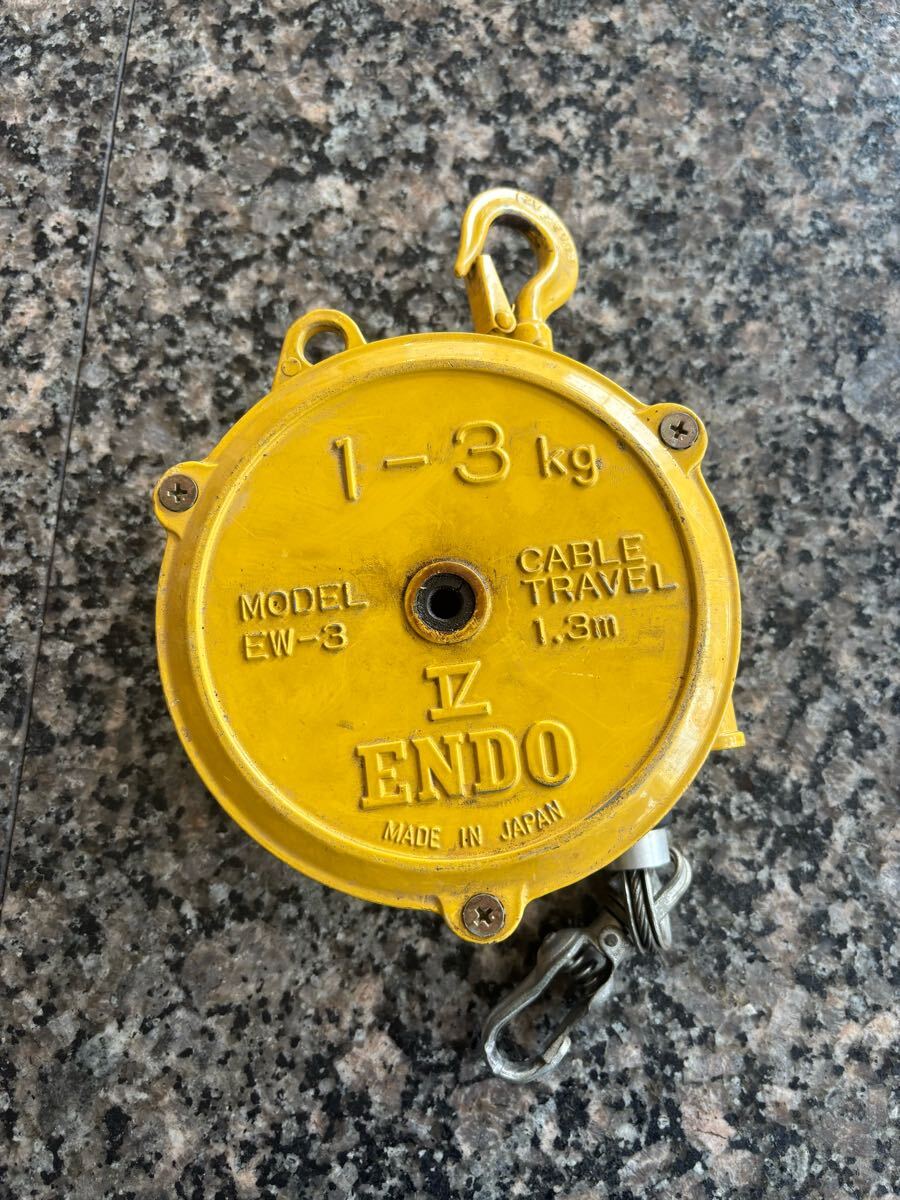 1-3 kg
MODEL
EW-3
CABLE
TRAVEL
1.3m
ENDO
MADE IN JAPAN